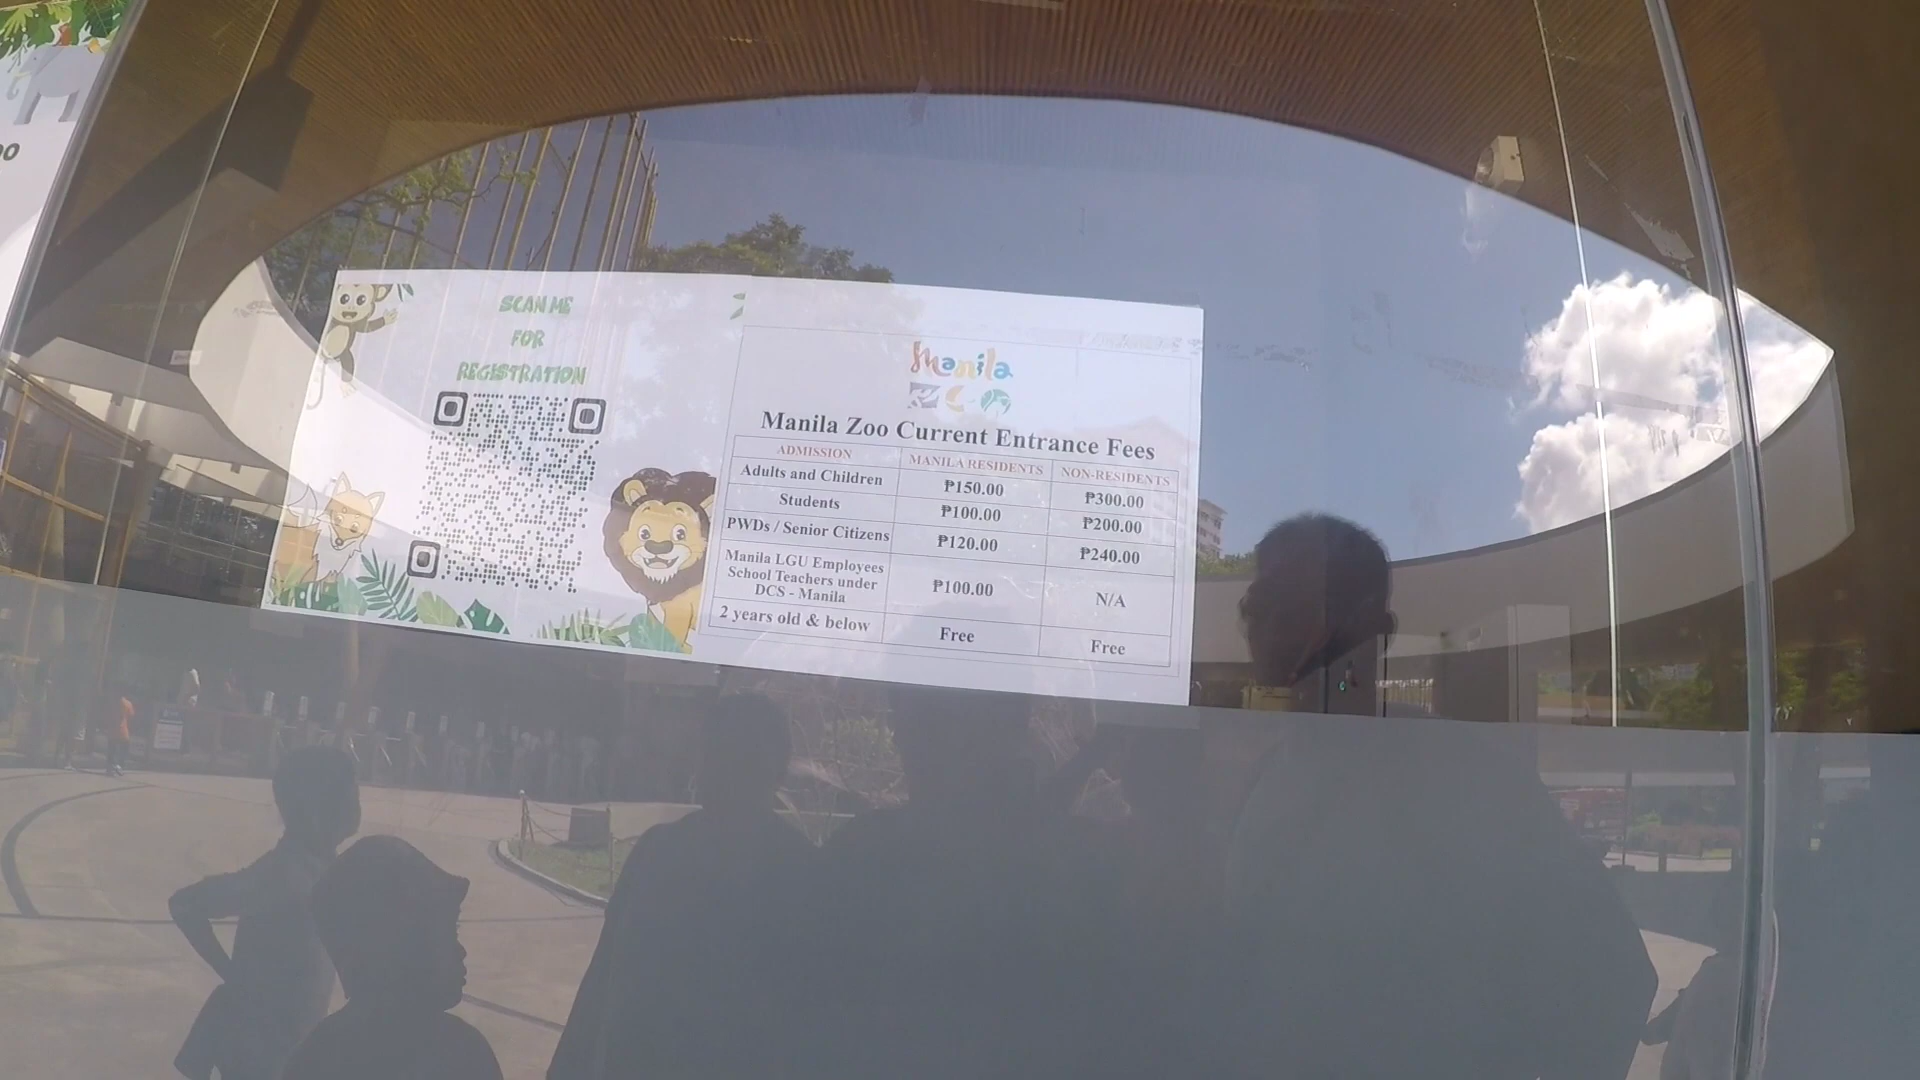 SCAN ME
FOR
REGISTRATION
Manila
ZOO
Manila Zoo Current Entrance Fees
ADMISSION MANILA RESIDENTS NON-RESIDENTS
Adults and Children ₱150.00 ₱300.00
Students ₱100.00 ₱200.00
PWDs / Senior Citizens ₱120.00 ₱240.00
Manila LGU Employees
School Teachers under
DCS - Manila
₱100.00 N/A
2 years old & below Free Free